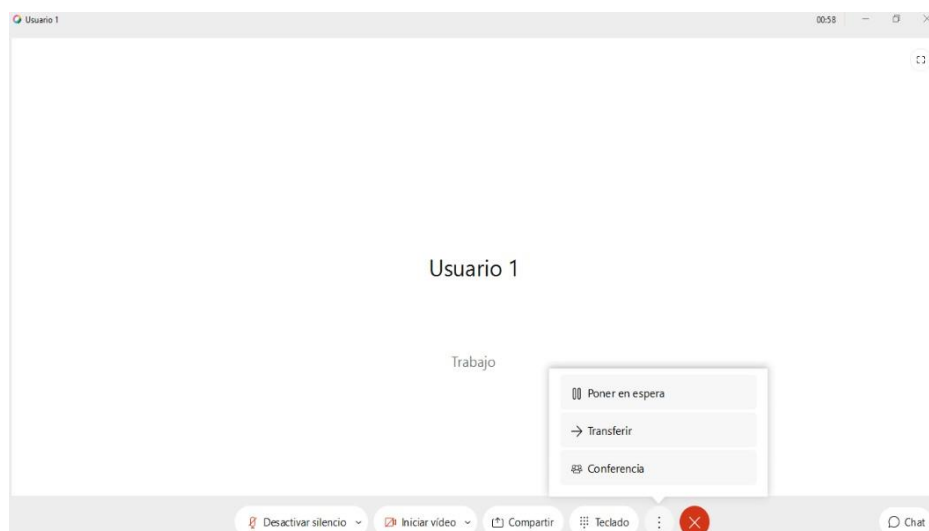 Usuario 1
00:58
Usuario 1
Trabajo
Poner en espera
Transferir
Conferencia
Desactivar silencio
Iniciar vídeo
Compartir
Teclado
Chat